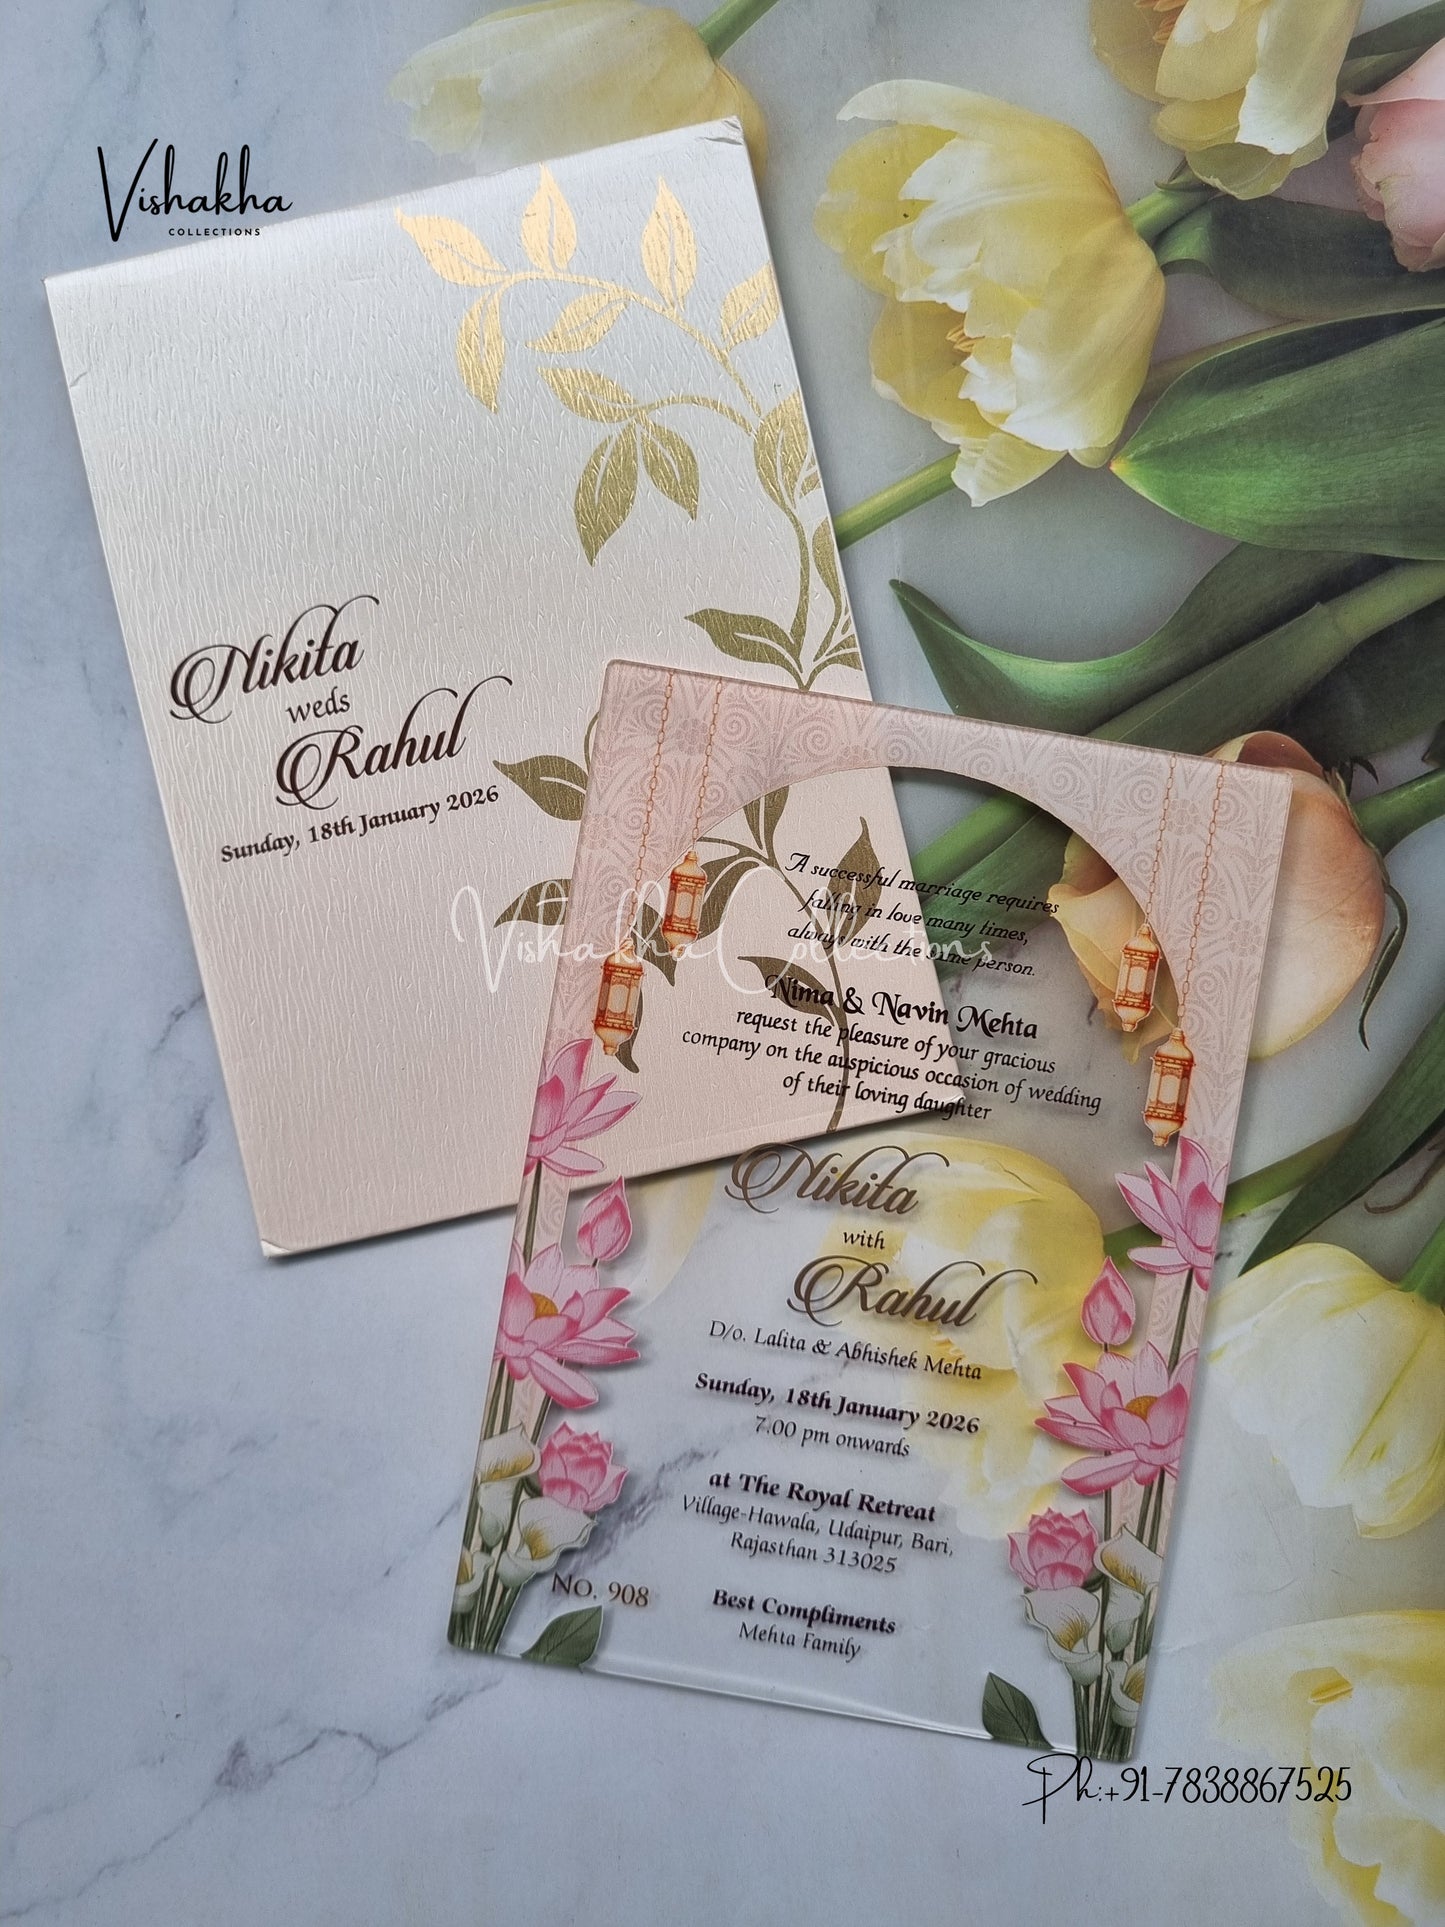 Vishakha
COLLECTIONS
Nikita
weds
Rahul
Sunday, 18th January 2026
A successful marriage requires
falling in love many times,
always with the same person.
Vishakha Collections
Nima & Navin Mehta
request the pleasure of your gracious
company on the auspicious occasion of wedding
of their loving daughter
Nikita
with
Rahul
D/o. Lalita & Abhishek Mehta
Sunday, 18th January 2026
7.00 pm onwards
at The Royal Retreat
Village-Hawala, Udaipur, Bari,
Rajasthan 313025
No. 908
Best Compliments
Mehta Family
Ph:+91-7838867525